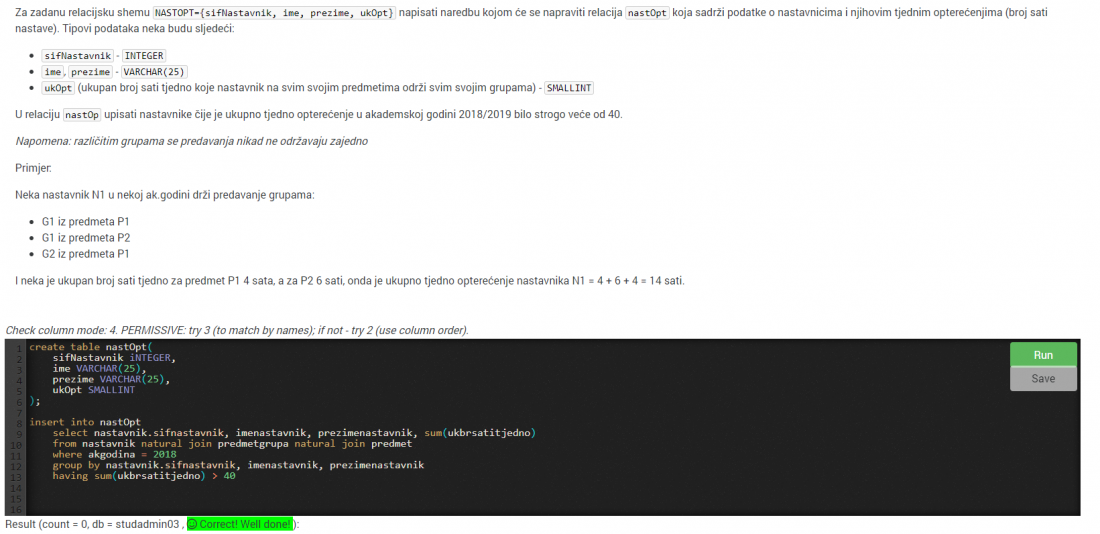 Za zadanu relacijsku shemu NASTOPT={sifNastavnik, ime, prezime, ukOpt} napisati naredbu kojom će se napraviti relacija nastOpt koja sadrži podatke o nastavnicima i njihovim tjednim opterećenjima (broj sati
nastave). Tipovi podataka neka budu sljedeći:
• sifNastavnik - INTEGER
• ime, prezime - VARCHAR(25)
• ukOpt (ukupan broj sati tjedno koje nastavnik na svim svojim predmetima održi svim svojim grupama) - SMALLINT
U relaciju nastOp upisati nastavnike čije je ukupno tjedno opterećenje u akademskoj godini 2018/2019 bilo strogo veće od 40.
Napomena: različitim grupama se predavanja nikad ne održavaju zajedno
Primjer:
Neka nastavnik N1 u nekoj ak.godini drži predavanje grupama:
• G1 iz predmeta P1
• G1 iz predmeta P2
• G2 iz predmeta P1
I neka je ukupan broj sati tjedno za predmet P1 4 sata, a za P2 6 sati, onda je ukupno tjedno opterećenje nastavnika N1 = 4 + 6 + 4 = 14 sati.
Check column mode: 4. PERMISSIVE: try 3 (to match by names); if not - try 2 (use column order).
1 create table nastOpt(
2 sifNastavnik iNTEGER,
3 ime VARCHAR(25),
4 prezime VARCHAR(25),
5 ukOpt SMALLINT
6 );
7
8 insert into nastOpt
9 select nastavnik.sifnastavnik, imenastavnik, prezimenastavnik, sum(ukbrsatitjedno)
10 from nastavnik natural join predmetgrupa natural join predmet
11 where akgodina = 2018
12 group by nastavnik.sifnastavnik, imenastavnik, prezimenastavnik
13 having sum(ukbrsatitjedno) > 40
14
15
16
Run
Save
Result (count = 0, db = studadmin03 , Correct! Well done! ):